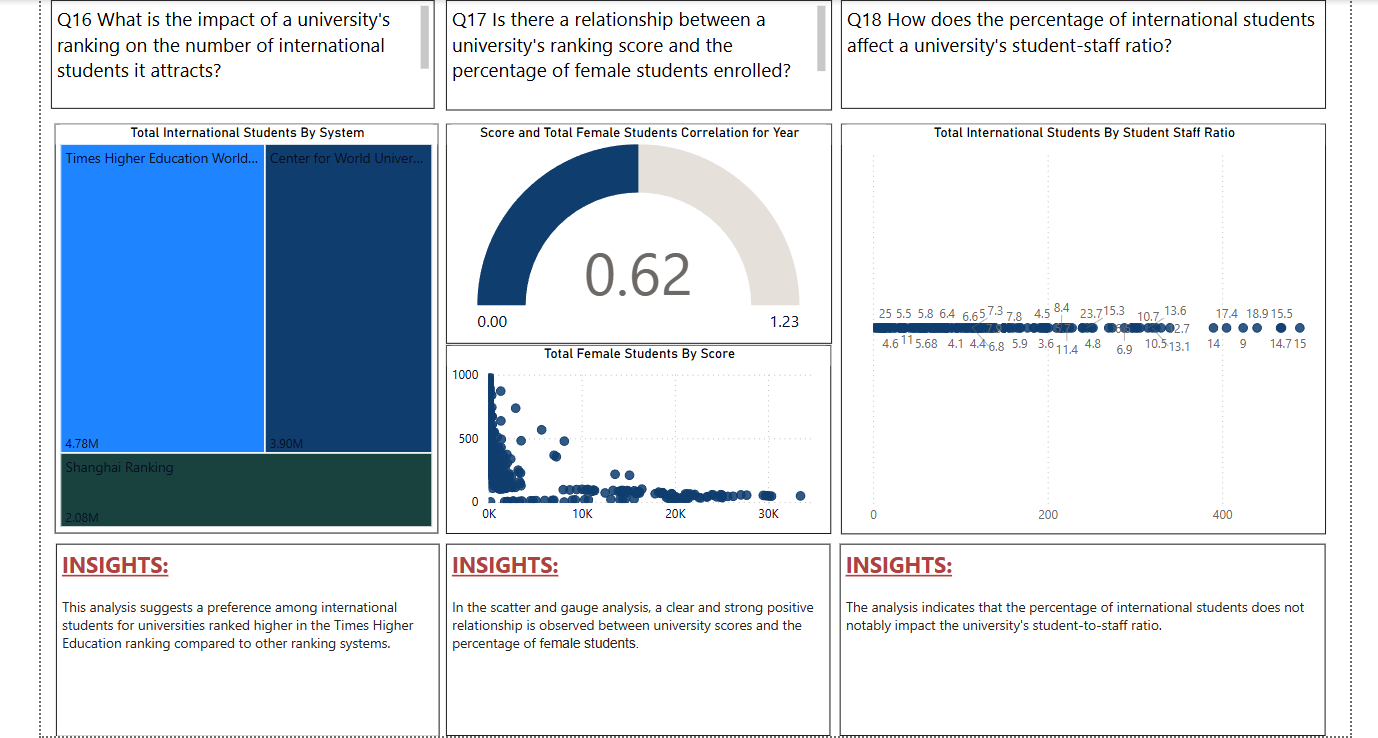 Q16 What is the impact of a university's
ranking on the number of international
students it attracts?
Q17 Is there a relationship between a
university's ranking score and the
percentage of female students enrolled?
Q18 How does the percentage of international students
affect a university's student-staff ratio?
Total International Students By System
Times Higher Education World...
Center for World Univer...
4.78M
3.90M
Shanghai Ranking
2.08M
Score and Total Female Students Correlation for Year
0.62
0.00
1.23
Total Female Students By Score
1000
500
0
0K
10K
20K
30K
Total International Students By Student Staff Ratio
25 5.5 5.8 6.4 6.6 5 7.3 7.8 4.5 8.4 23.7 15.3 10.7 13.6 17.4 18.9 15.5
2.7
4.6 11 5.68 4.1 4.4 6.8 5.9 3.6 11.4 4.8 6.9 10.5 13.1 14 9 14.7 15
0
200
400
INSIGHTS:
This analysis suggests a preference among international
students for universities ranked higher in the Times Higher
Education ranking compared to other ranking systems.
INSIGHTS:
In the scatter and gauge analysis, a clear and strong positive
relationship is observed between university scores and the
percentage of female students.
INSIGHTS:
The analysis indicates that the percentage of international students does not
notably impact the university's student-to-staff ratio.